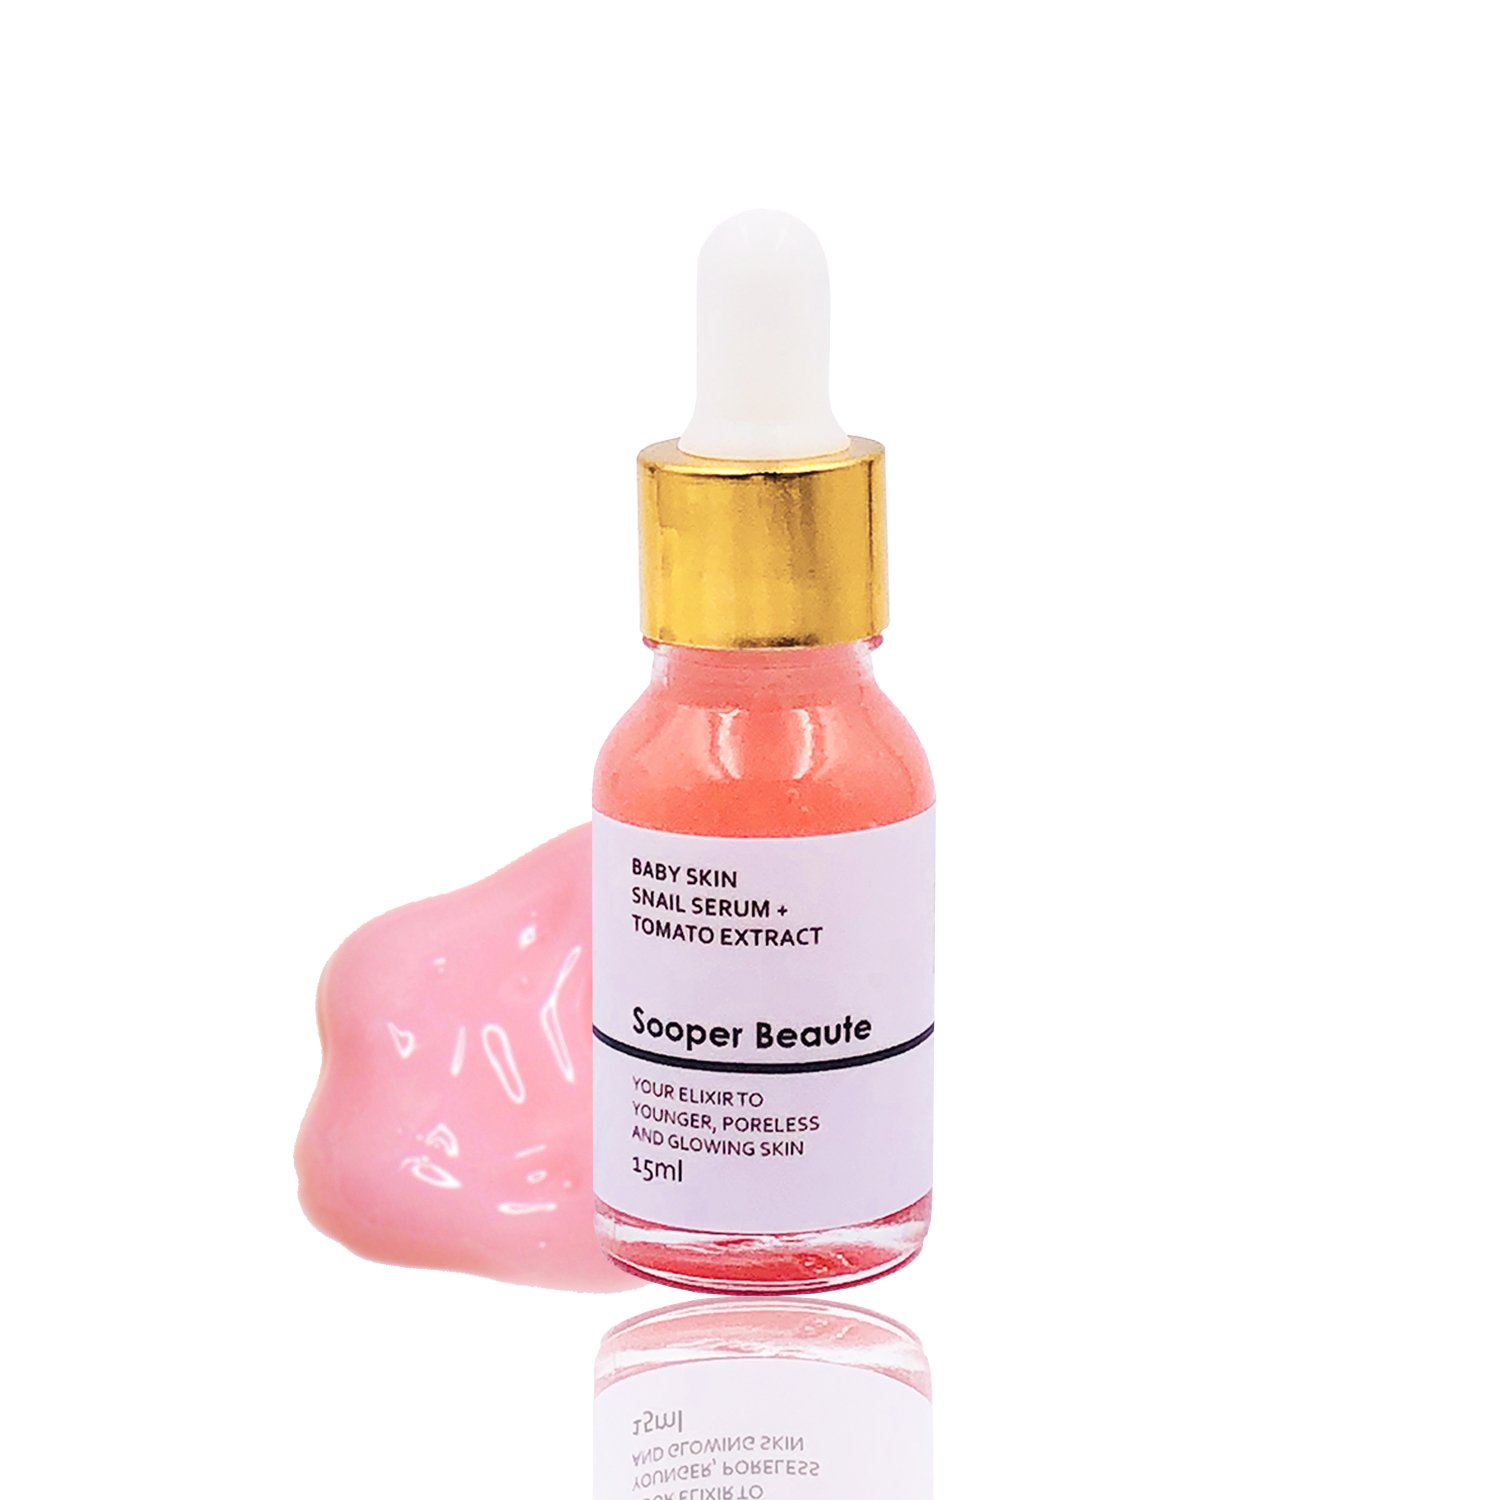 BABY SKIN
SNAIL SERUM +
TOMATO EXTRACT
Sooper Beaute
YOUR ELIXIR TO
YOUNGER, PORELESS
AND GLOWING SKIN
15ml